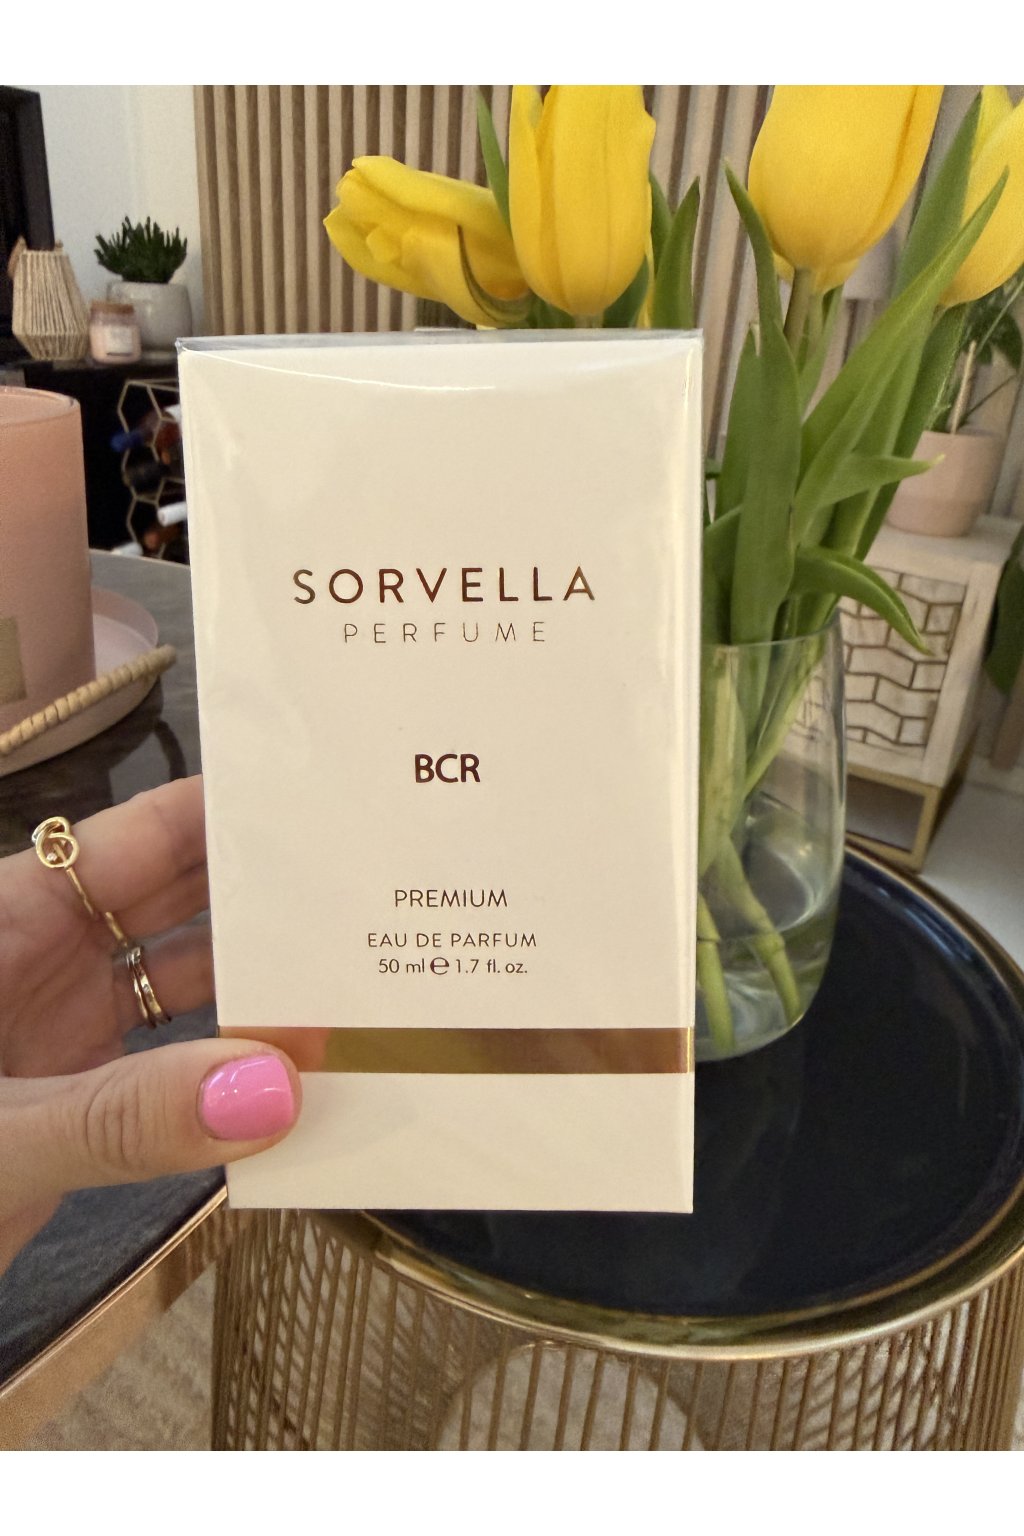 SORVELLA
PERFUME
BCR
PREMIUM
EAU DE PARFUM
50 ml ℮ 1.7 fl. oz.